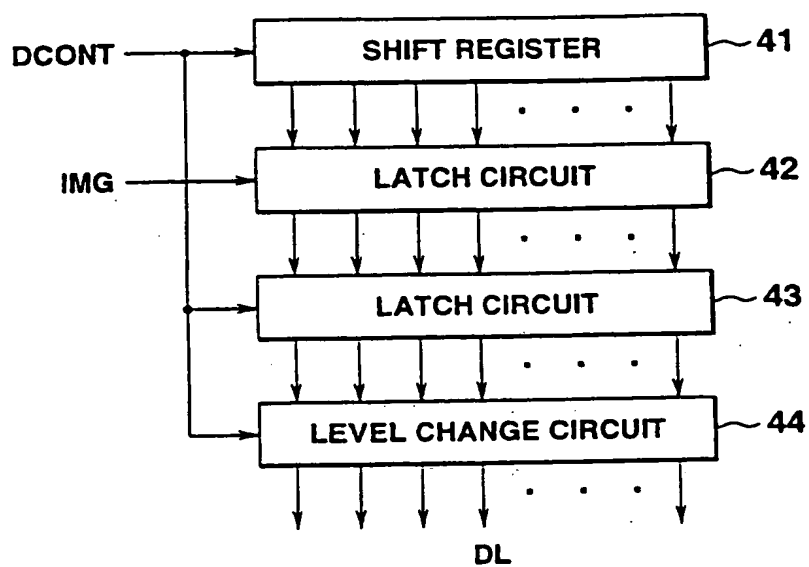 DCONT
SHIFT REGISTER
41
IMG
LATCH CIRCUIT
42
LATCH CIRCUIT
43
LEVEL CHANGE CIRCUIT
44
DL